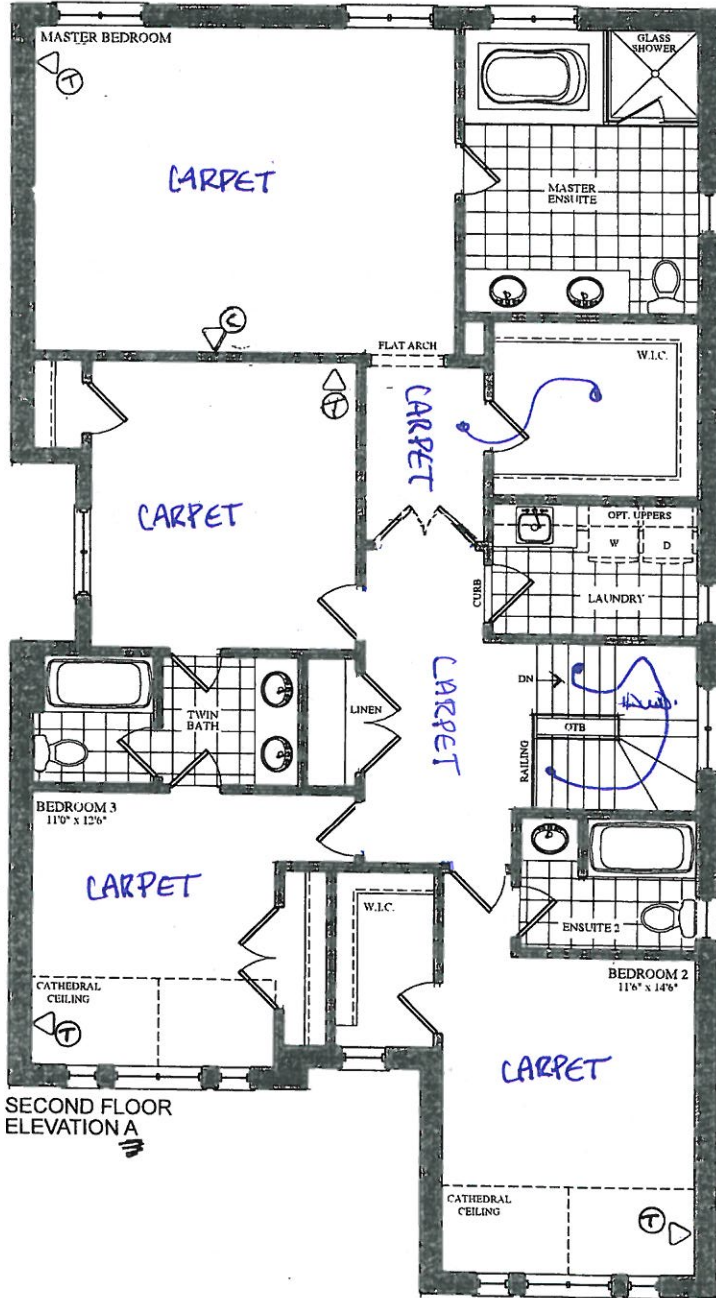 MASTER BEDROOM
T
CARPET
GLASS
SHOWER
MASTER
ENSUITE
C
FLAT ARCH
W.I.C.
T
CARPET
CARPET
OPT. UPPERS
W
D
CURB
LAUNDRY
CARPET
DN
OTB
RAILING
TWIN
BATH
LINEN
BEDROOM 3
11'0" x 12'6"
CARPET
W.I.C.
ENSUITE 2
BEDROOM 2
11'6" x 14'6"
CATHEDRAL
CEILING
T
CARPET
SECOND FLOOR
ELEVATION A
CATHEDRAL
CEILING
T